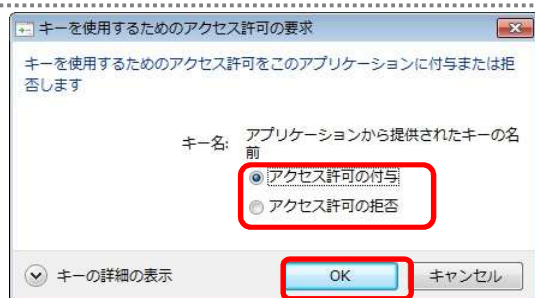 キーを使用するためのアクセス許可の要求
キーを使用するためのアクセス許可をこのアプリケーションに付与または拒
否します
キー名: アプリケーションから提供されたキーの名
前
アクセス許可の付与
アクセス許可の拒否
キーの詳細の表示 OK キャンセル